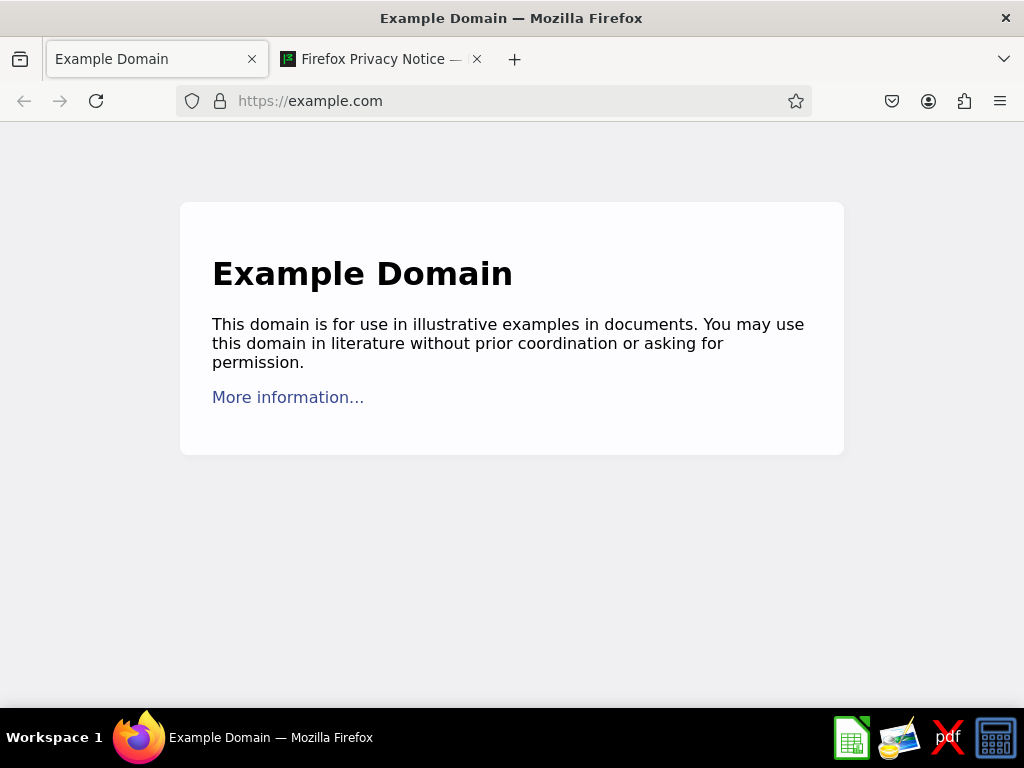 Example Domain — Mozilla Firefox
Example Domain
Firefox Privacy Notice —
https://example.com
Example Domain
This domain is for use in illustrative examples in documents. You may use
this domain in literature without prior coordination or asking for
permission.
More information...
Workspace 1
Example Domain — Mozilla Firefox
pdf